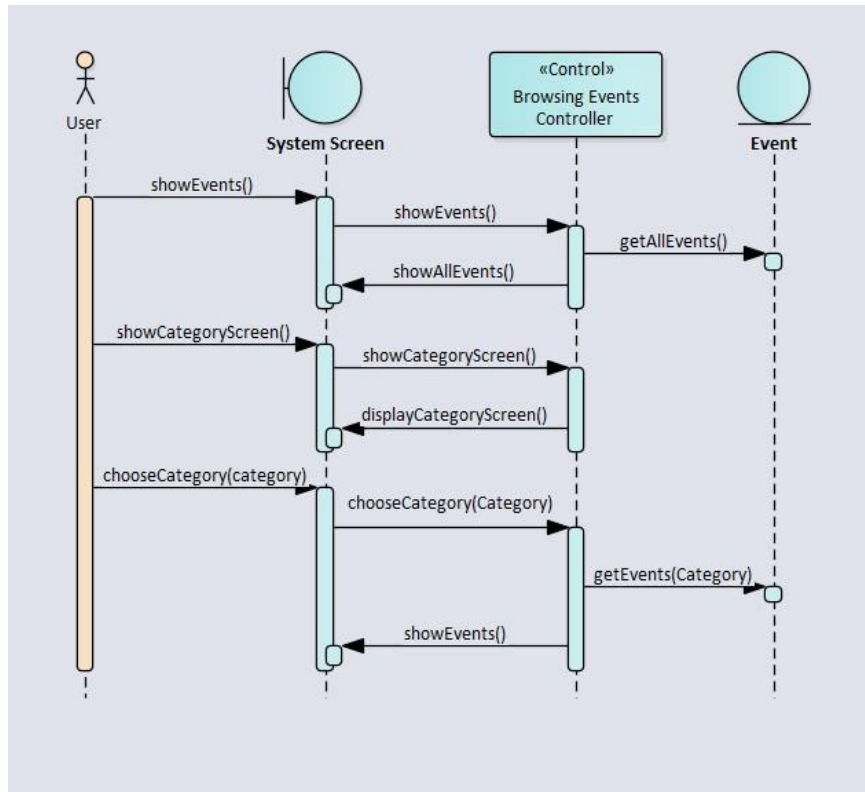 «Control»
Browsing Events
Controller
User
System Screen
Event
showEvents()
showEvents()
getAllEvents()
showAllEvents()
showCategoryScreen()
showCategoryScreen()
displayCategoryScreen()
chooseCategory(category)
chooseCategory(Category)
getEvents(Category)
showEvents()